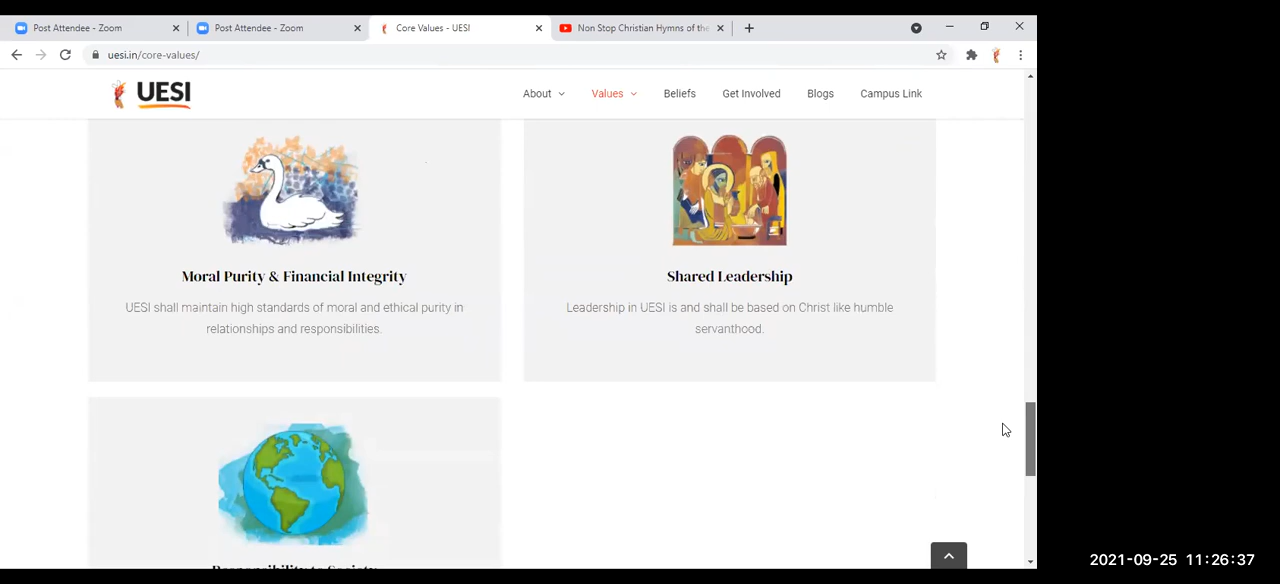 Post Attendee - Zoom
Post Attendee - Zoom
Core Values - UESI
Non Stop Christian Hymns of the
uesi.in/core-values/
UESI
About
Values
Beliefs
Get Involved
Blogs
Campus Link
Moral Purity & Financial Integrity
UESI shall maintain high standards of moral and ethical purity in
relationships and responsibilities.
Shared Leadership
Leadership in UESI is and shall be based on Christ like humble
servanthood.
Responsibility to Society
2021-09-25 11:26:37